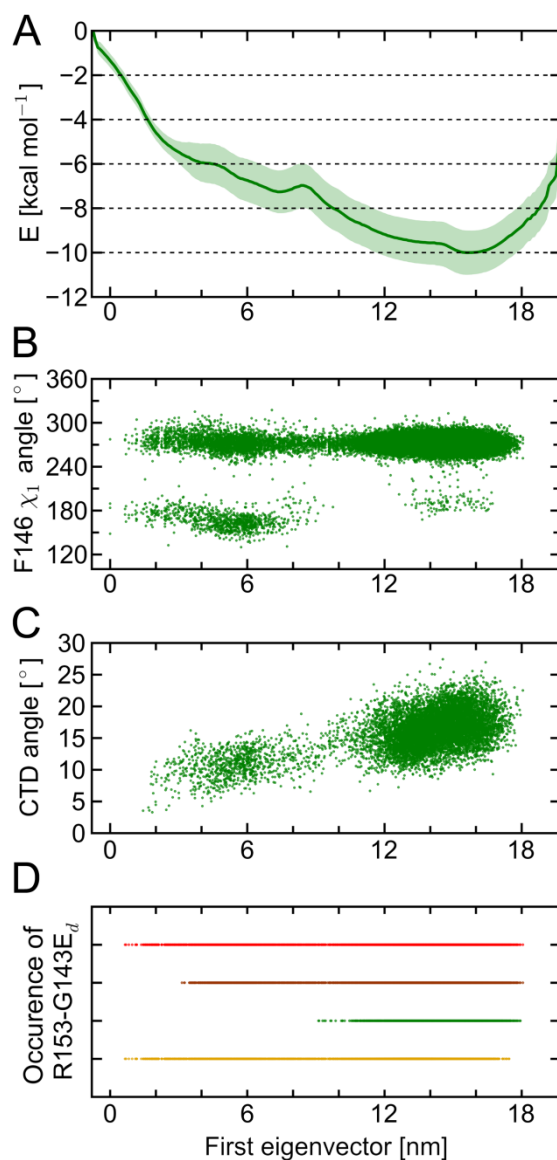 A
0
−2
−4
−6
−8
−10
−12
E [kcal mol⁻¹]
0 6 12 18
B
360
300
240
180
120
F146 χ₁ angle [°]
0 6 12 18
C
30
25
20
15
10
5
0
CTD angle [°]
0 6 12 18
D
Occurence of
R153-G143E_d
0 6 12 18
First eigenvector [nm]